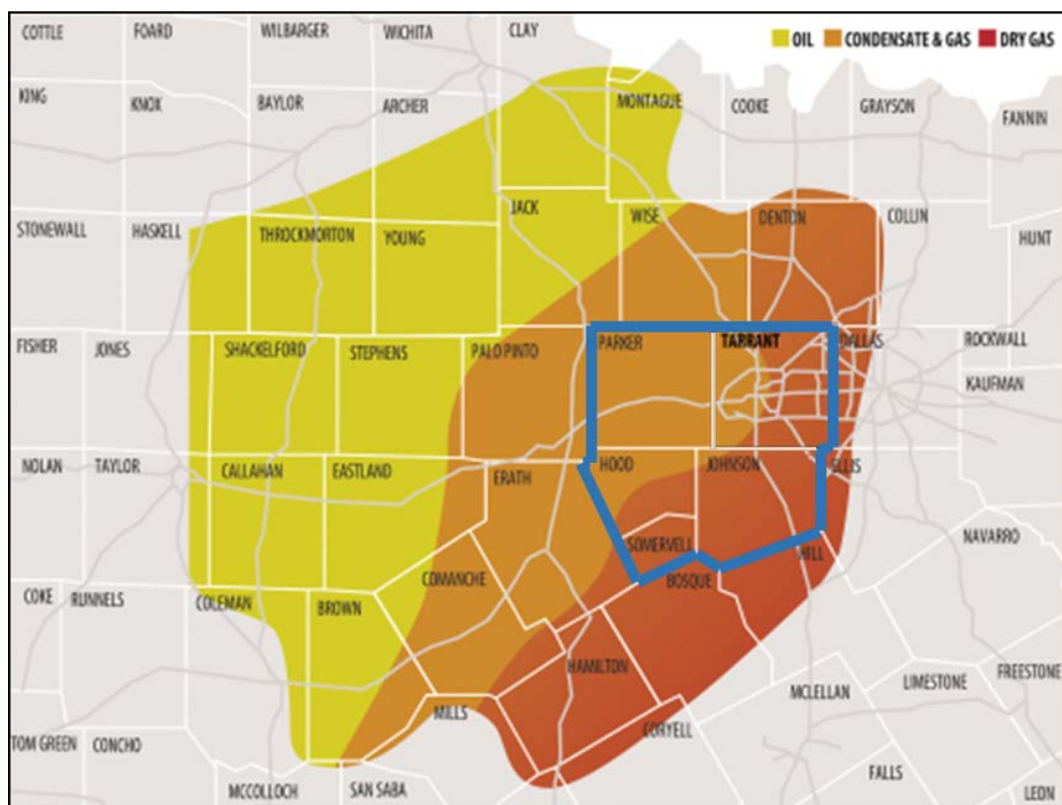 COTTLE FOARD WILBARGER WICHITA CLAY
OIL CONDENSATE & GAS DRY GAS
KING KNOX BAYLOR ARCHER MONTAGUE COOKE GRAYSON FANNIN
STONEWALL HASKELL THROCKMORTON YOUNG JACK WISE DENTON COLLIN HUNT
FISHER JONES SHACKELFORD STEPHENS PALO PINTO PARKER TARRANT DALLAS ROCKWALL
KAUFMAN
NOLAN TAYLOR CALLAHAN EASTLAND ERATH HOOD JOHNSON ELLIS
NAVARRO
SOMERVELL HILL
COKE RUNNELS COLEMAN BROWN COMANCHE BOSQUE
HAMILTON MCLELLAN LIMESTONE FREESTONE
MILLS CORYELL
TOM GREEN CONCHO FALLS
MCCOLLOCH SAN SABA LEON